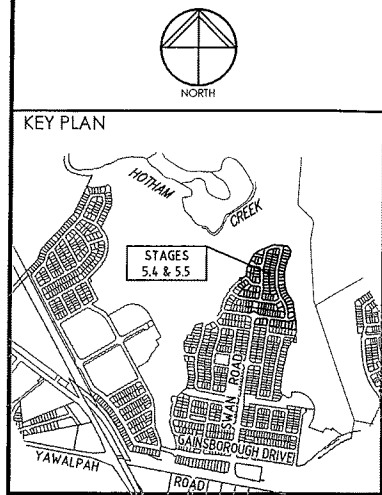 NORTH
KEY PLAN
HOTHAM
CREEK
STAGES
5.4 & 5.5
SWAN ROAD
GAINSBOROUGH DRIVE
YAWALPAH
ROAD